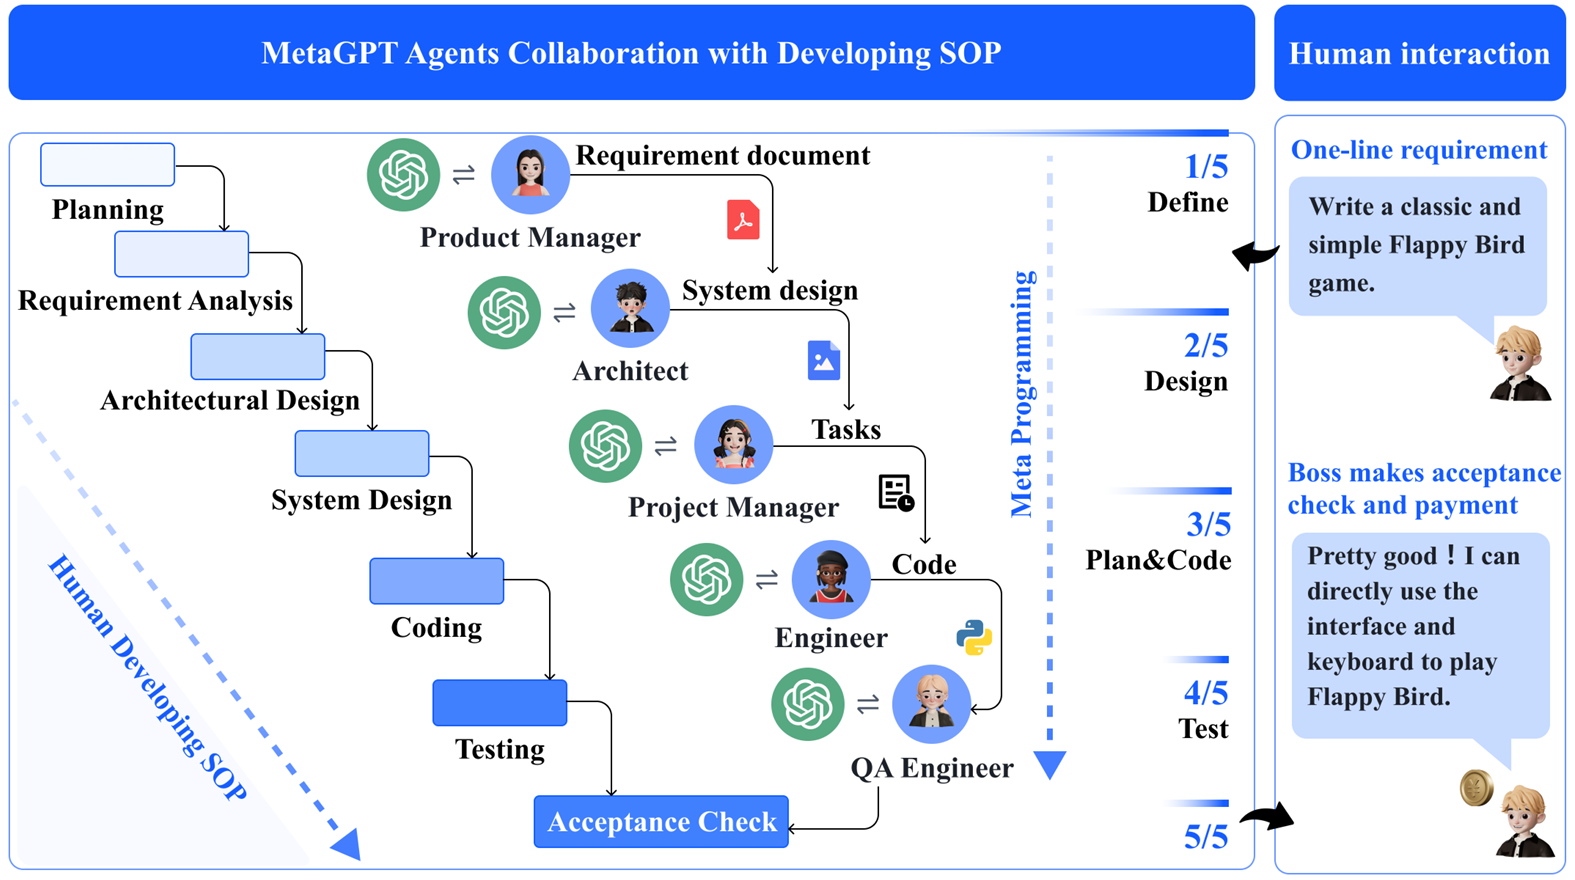 MetaGPT Agents Collaboration with Developing SOP
Human interaction
Planning
Requirement Analysis
Architectural Design
System Design
Coding
Testing
Acceptance Check
Human Developing SOP
Requirement document
Product Manager
System design
Architect
Tasks
Project Manager
Code
Engineer
QA Engineer
Meta Programming
1/5
Define
2/5
Design
3/5
Plan&Code
4/5
Test
5/5
One-line requirement
Write a classic and
simple Flappy Bird
game.
Boss makes acceptance
check and payment
Pretty good ! I can
directly use the
interface and
keyboard to play
Flappy Bird.
¥